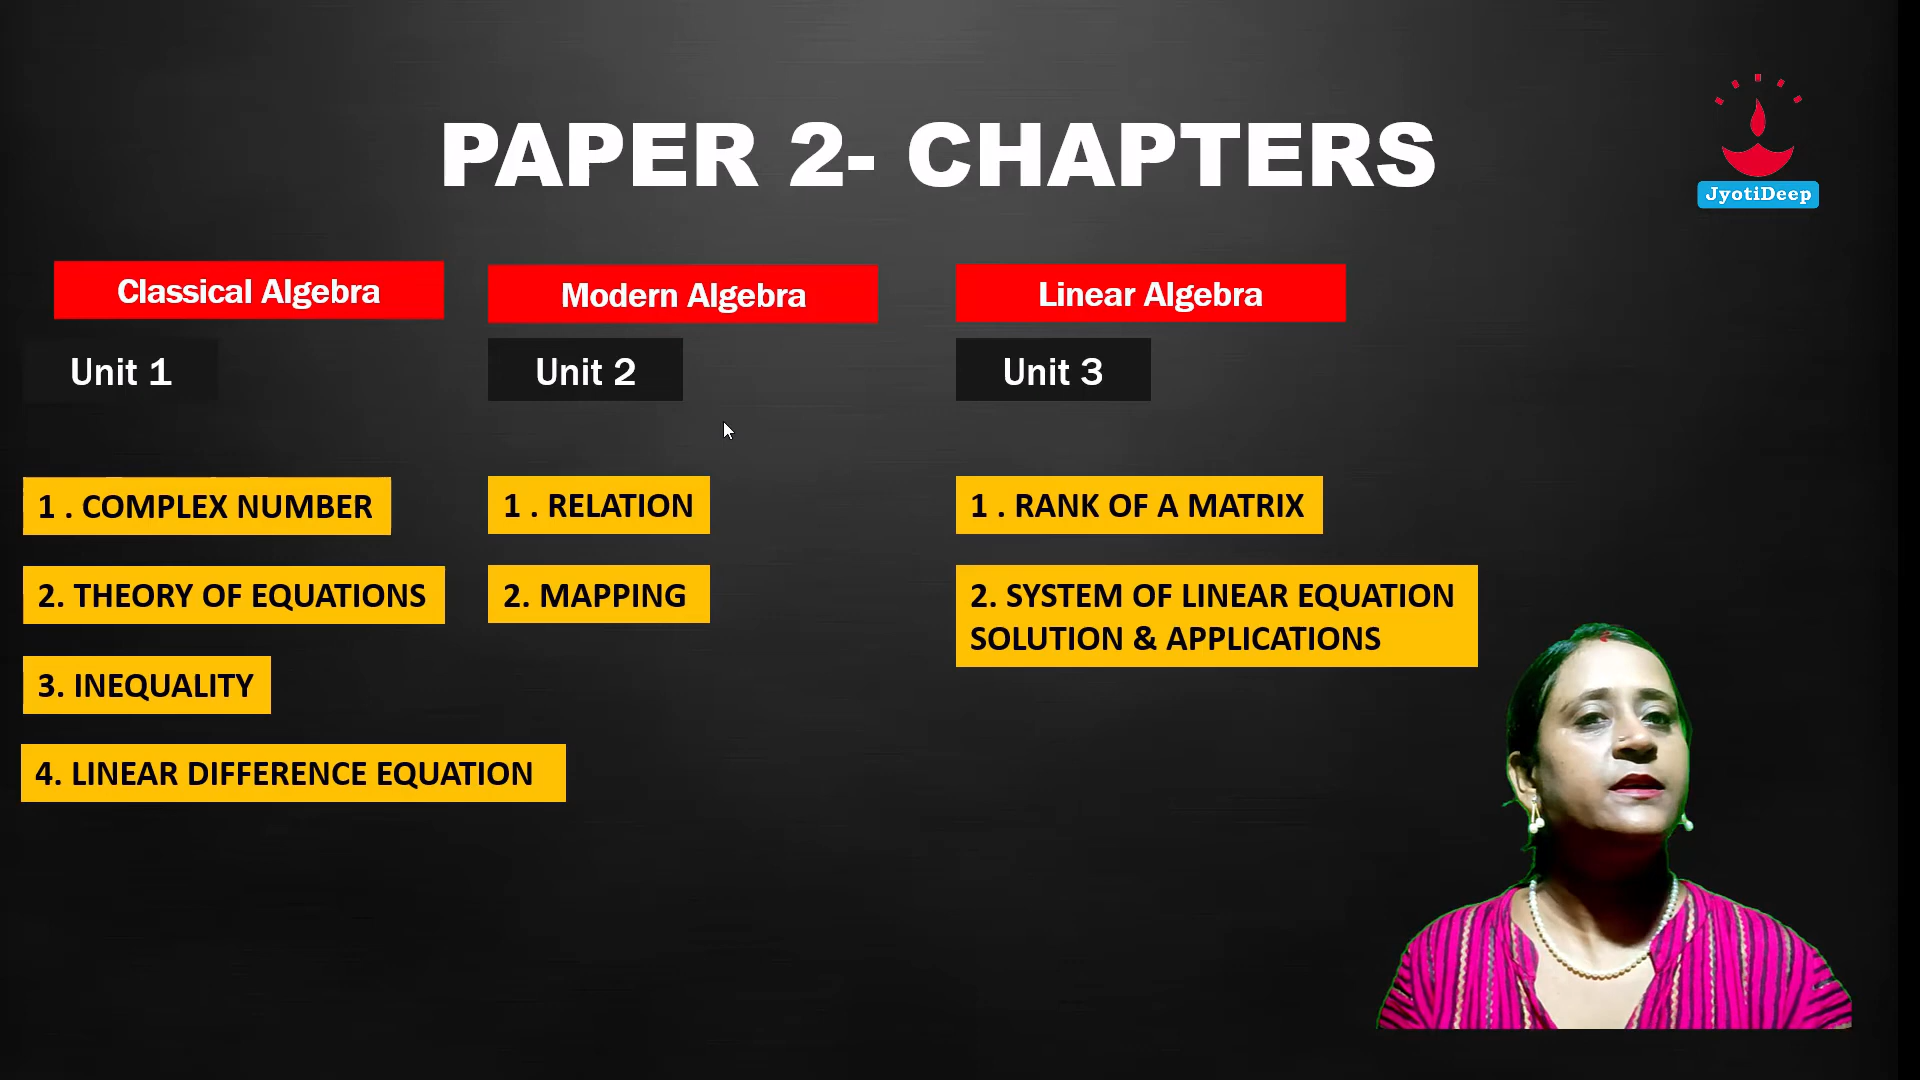 PAPER 2- CHAPTERS
JyotiDeep
Classical Algebra
Unit 1
1 . COMPLEX NUMBER
2. THEORY OF EQUATIONS
3. INEQUALITY
4. LINEAR DIFFERENCE EQUATION
Modern Algebra
Unit 2
1 . RELATION
2. MAPPING
Linear Algebra
Unit 3
1 . RANK OF A MATRIX
2. SYSTEM OF LINEAR EQUATION
SOLUTION & APPLICATIONS